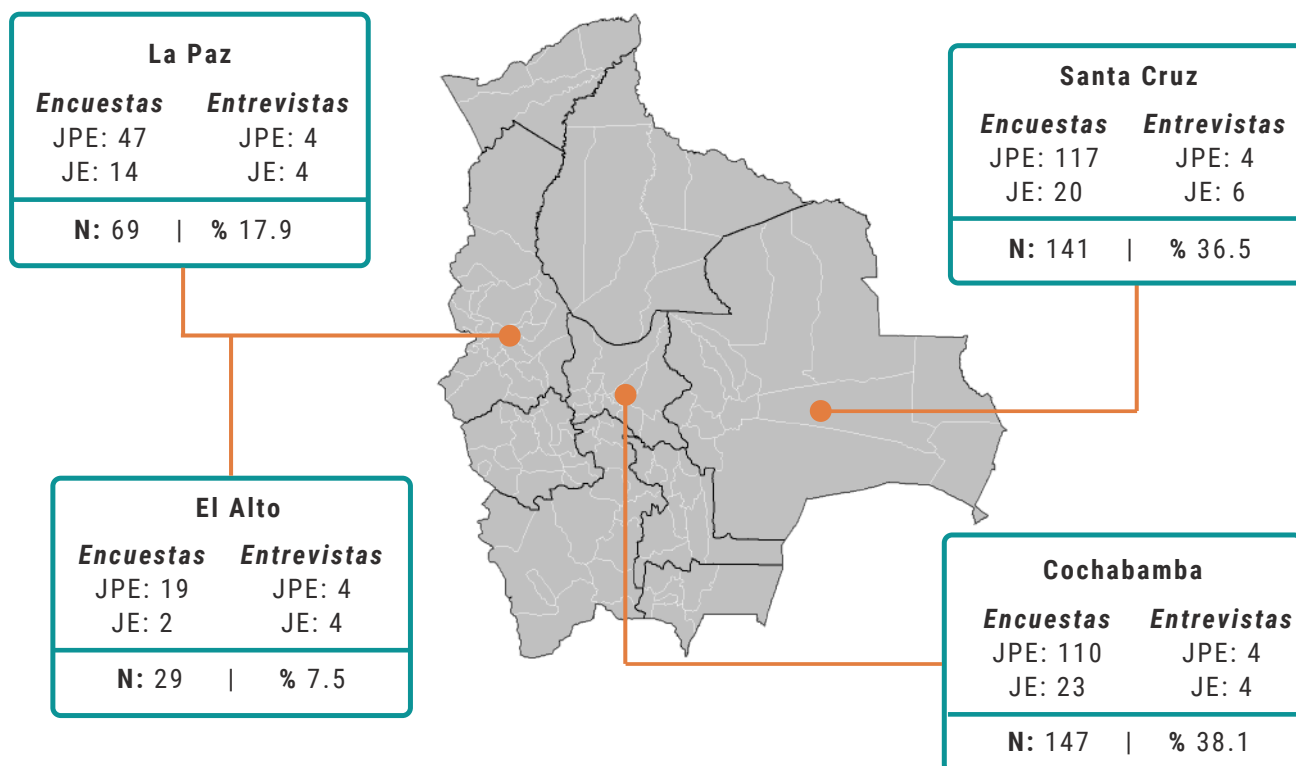 La Paz
Encuestas Entrevistas
JPE: 47 JPE: 4
JE: 14 JE: 4
N: 69 | % 17.9
Santa Cruz
Encuestas Entrevistas
JPE: 117 JPE: 4
JE: 20 JE: 6
N: 141 | % 36.5
El Alto
Encuestas Entrevistas
JPE: 19 JPE: 4
JE: 2 JE: 4
N: 29 | % 7.5
Cochabamba
Encuestas Entrevistas
JPE: 110 JPE: 4
JE: 23 JE: 4
N: 147 | % 38.1